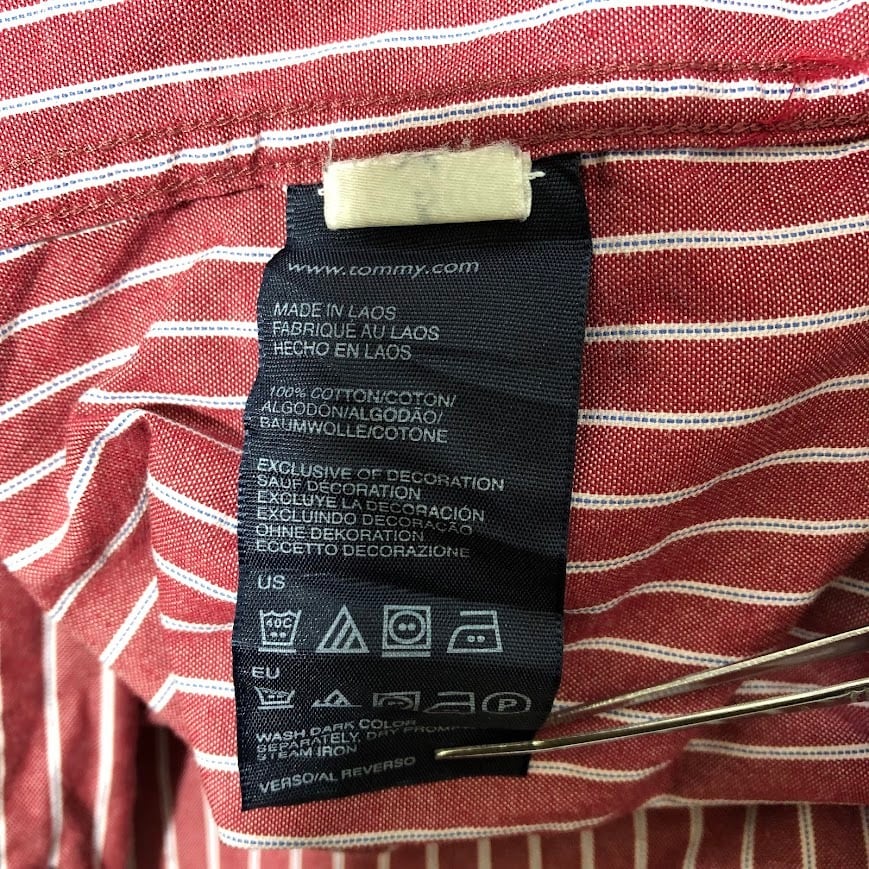 www.tommy.com
MADE IN LAOS
FABRIQUE AU LAOS
HECHO EN LAOS
100% COTTON/COTON/
ALGODÓN/ALGODÃO/
BAUMWOLLE/COTONE
EXCLUSIVE OF DECORATION
SAUF DÉCORATION
EXCLUYE LA DECORACIÓN
EXCLUINDO DECORAÇÃO
OHNE DEKORATION
ECCETTO DECORAZIONE
US
40C
EU
P
WASH DARK COLOR
SEPARATELY, DRY
STEAM IRON
VERSO/AL REVERSO